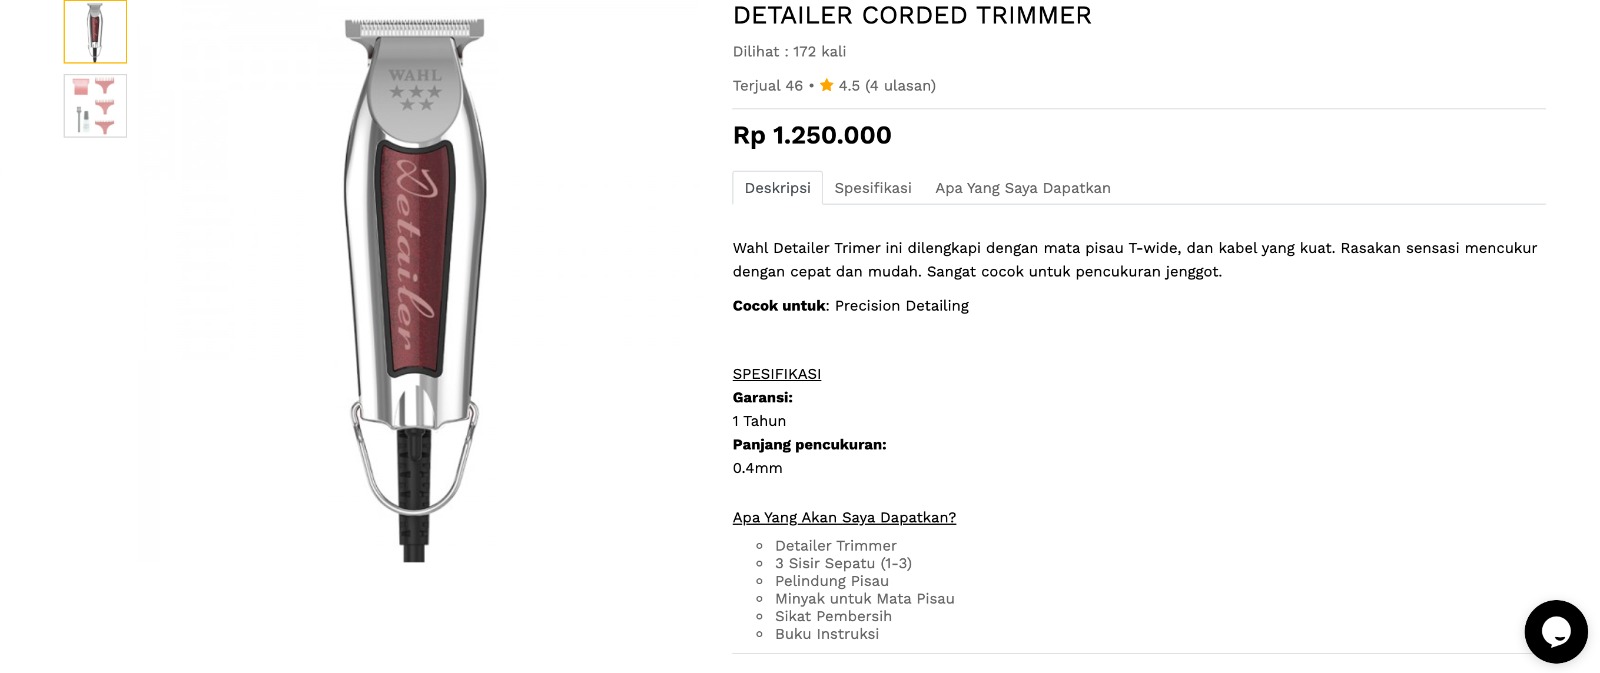 WAHL
Detailer
DETAILER CORDED TRIMMER
Dilihat : 172 kali
Terjual 46 • ★ 4.5 (4 ulasan)
Rp 1.250.000
Deskripsi Spesifikasi Apa Yang Saya Dapatkan
Wahl Detailer Trimer ini dilengkapi dengan mata pisau T-wide, dan kabel yang kuat. Rasakan sensasi mencukur
dengan cepat dan mudah. Sangat cocok untuk pencukuran jenggot.
Cocok untuk: Precision Detailing
SPESIFIKASI
Garansi:
1 Tahun
Panjang pencukuran:
0.4mm
Apa Yang Akan Saya Dapatkan?
Detailer Trimmer
3 Sisir Sepatu (1-3)
Pelindung Pisau
Minyak untuk Mata Pisau
Sikat Pembersih
Buku Instruksi